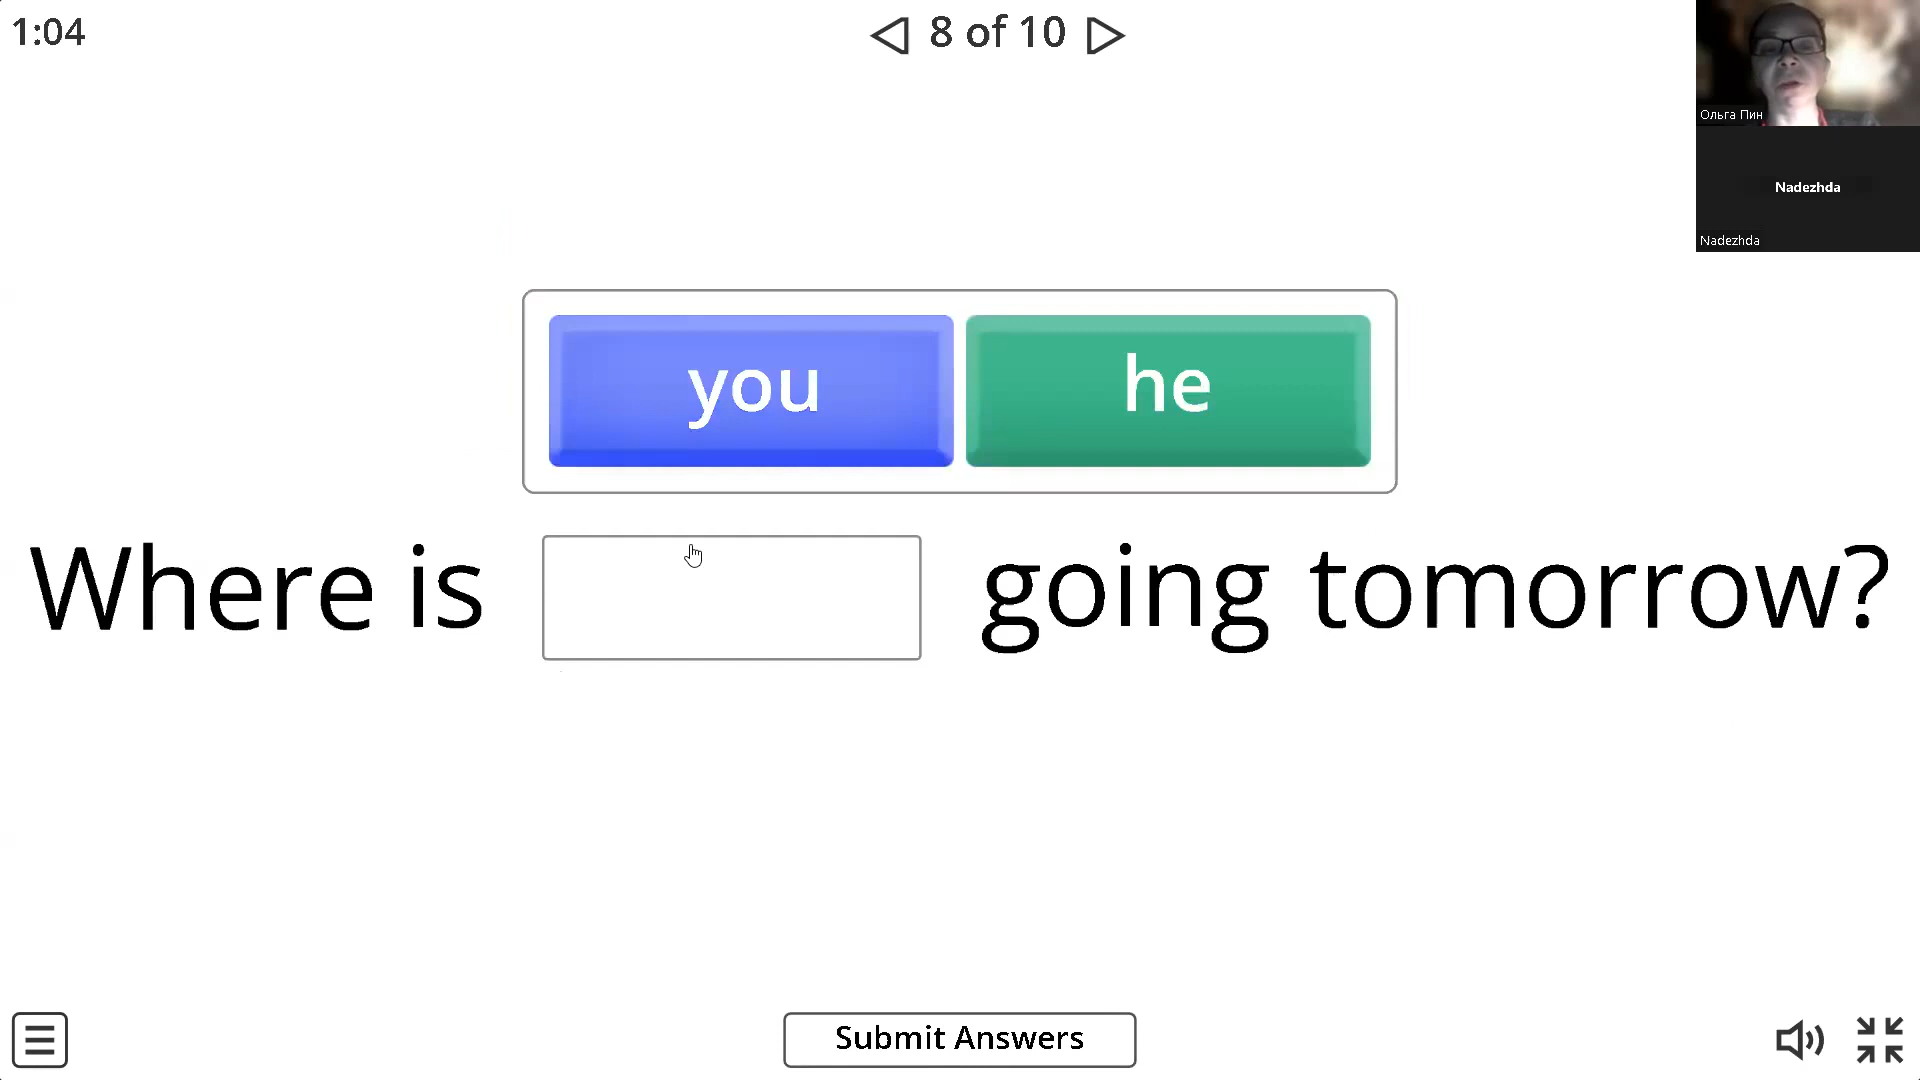 1:04
8 of 10
Ольга Пин
Nadezhda
Nadezhda
you he
Where is going tomorrow?
Submit Answers